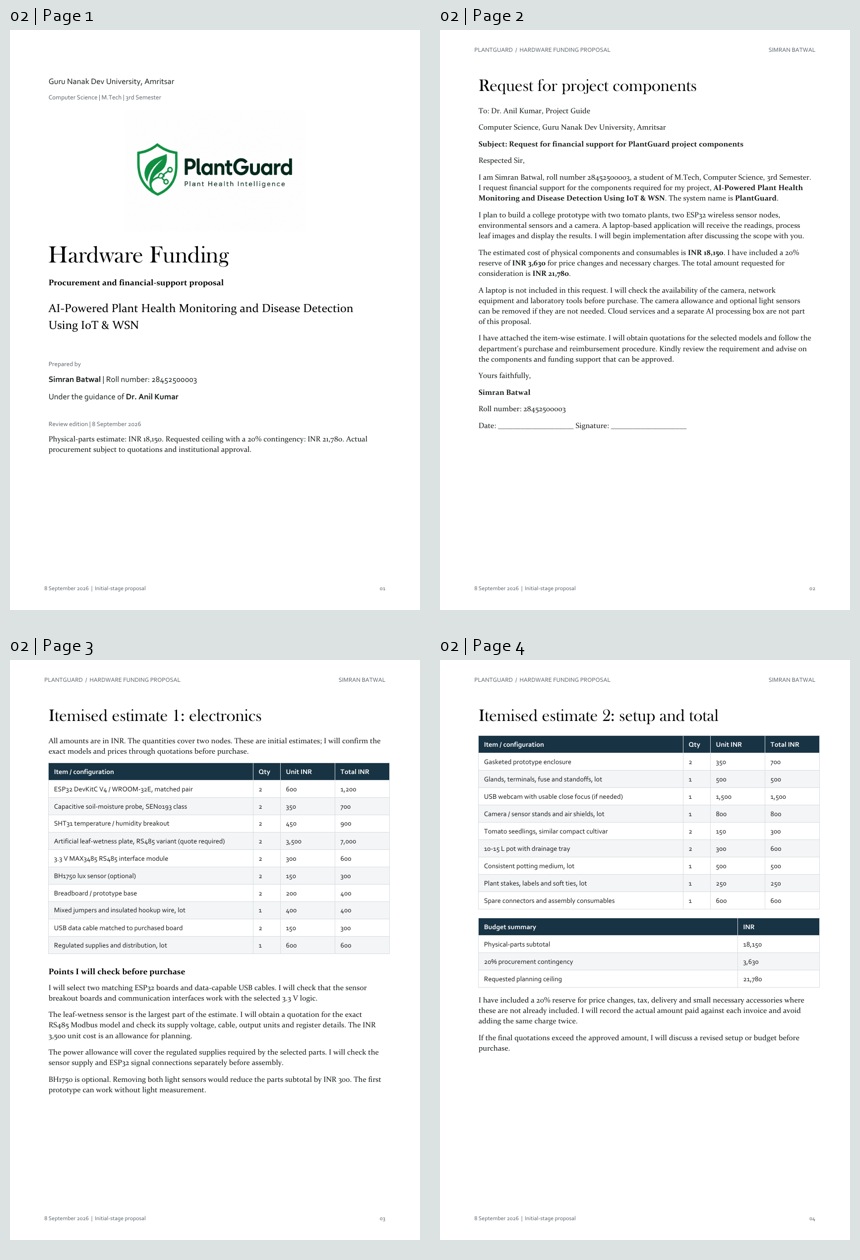 02 | Page 1
Guru Nanak Dev University, Amritsar
Computer Science | M.Tech | 3rd Semester
PlantGuard
Plant Health Intelligence
Hardware Funding
Procurement and financial-support proposal
AI-Powered Plant Health Monitoring and Disease Detection
Using IoT & WSN
Prepared by
Simran Batwal | Roll number: 28452500003
Under the guidance of Dr. Anil Kumar
Review edition | 8 September 2026
Physical-parts estimate: INR 18,150. Requested ceiling with a 20% contingency: INR 21,780. Actual
procurement subject to quotations and institutional approval.
8 September 2026 | Initial-stage proposal 01
02 | Page 2
PLANTGUARD / HARDWARE FUNDING PROPOSAL SIMRAN BATWAL
Request for project components
To: Dr. Anil Kumar, Project Guide
Computer Science, Guru Nanak Dev University, Amritsar
Subject: Request for financial support for PlantGuard project components
Respected Sir,
I am Simran Batwal, roll number 28452500003, a student of M.Tech, Computer Science, 3rd Semester.
I request financial support for the components required for my project, AI-Powered Plant Health
Monitoring and Disease Detection Using IoT & WSN. The system name is PlantGuard.
I plan to build a college prototype with two tomato plants, two ESP32 wireless sensor nodes,
environmental sensors and a camera. A laptop-based application will receive the readings, process
leaf images and display the results. I will begin implementation after discussing the scope with you.
The estimated cost of physical components and consumables is INR 18,150. I have included a 20%
reserve of INR 3,630 for price changes and necessary charges. The total amount requested for
consideration is INR 21,780.
A laptop is not included in this request. I will check the availability of the camera, network
equipment and laboratory tools before purchase. The camera allowance and optional light sensors
can be removed if they are not needed. Cloud services and a separate AI processing box are not part
of this proposal.
I have attached the item-wise estimate. I will obtain quotations for the selected models and follow the
department's purchase and reimbursement procedure. Kindly review the requirement and advise on
the components and funding support that can be approved.
Yours faithfully,
Simran Batwal
Roll number: 28452500003
Date: ____________________ Signature: ____________________
8 September 2026 | Initial-stage proposal 02
02 | Page 3
PLANTGUARD / HARDWARE FUNDING PROPOSAL SIMRAN BATWAL
Itemised estimate 1: electronics
All amounts are in INR. The quantities cover two nodes. These are initial estimates; I will confirm the
exact models and prices through quotations before purchase.
Item / configuration Qty Unit INR Total INR
ESP32 DevKitC V4 / WROOM-32E, matched pair 2 600 1,200
Capacitive soil-moisture probe, SEN0193 class 2 350 700
SHT31 temperature / humidity breakout 2 450 900
Artificial leaf-wetness plate, RS485 variant (quote required) 2 3,500 7,000
3.3 V MAX3485 RS485 interface module 2 300 600
BH1750 lux sensor (optional) 2 150 300
Breadboard / prototype base 2 200 400
Mixed jumpers and insulated hookup wire, lot 1 400 400
USB data cable matched to purchased board 2 150 300
Regulated supplies and distribution, lot 1 600 600
Points I will check before purchase
I will select two matching ESP32 boards and data-capable USB cables. I will check that the sensor
breakout boards and communication interfaces work with the selected 3.3 V logic.
The leaf-wetness sensor is the largest part of the estimate. I will obtain a quotation for the exact
RS485 Modbus model and check its supply voltage, cable, output units and register details. The INR
3,500 unit cost is an allowance for planning.
The power allowance will cover the regulated supplies required by the selected parts. I will check the
sensor supply and ESP32 signal connections separately before assembly.
BH1750 is optional. Removing both light sensors would reduce the parts subtotal by INR 300. The first
prototype can work without light measurement.
8 September 2026 | Initial-stage proposal 03
02 | Page 4
PLANTGUARD / HARDWARE FUNDING PROPOSAL SIMRAN BATWAL
Itemised estimate 2: setup and total
Item / configuration Qty Unit INR Total INR
Gasketed prototype enclosure 2 350 700
Glands, terminals, fuse and standoffs, lot 1 500 500
USB webcam with usable close focus (if needed) 1 1,500 1,500
Camera / sensor stands and air shields, lot 1 800 800
Tomato seedlings, similar compact cultivar 2 150 300
10-15 L pot with drainage tray 2 300 600
Consistent potting medium, lot 1 500 500
Plant stakes, labels and soft ties, lot 1 250 250
Spare connectors and assembly consumables 1 600 600
Budget summary INR
Physical-parts subtotal 18,150
20% procurement contingency 3,630
Requested planning ceiling 21,780
I have included a 20% reserve for price changes, tax, delivery and small necessary accessories where
these are not already included. I will record the actual amount paid against each invoice and avoid
adding the same charge twice.
If the final quotations exceed the approved amount, I will discuss a revised setup or budget before
purchase.
8 September 2026 | Initial-stage proposal 04